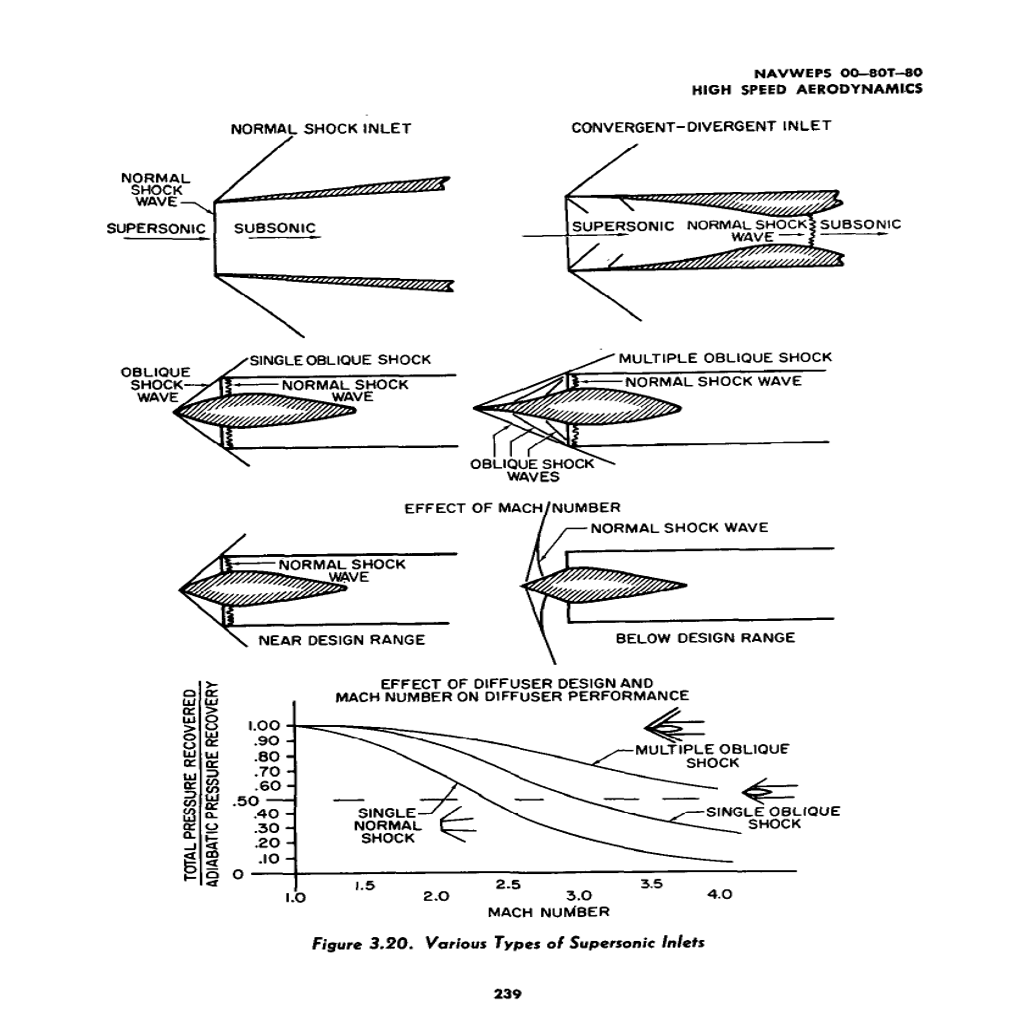 NAVWEPS 00-80T-80
HIGH SPEED AERODYNAMICS
NORMAL SHOCK INLET
NORMAL
SHOCK
WAVE
SUPERSONIC
SUBSONIC
CONVERGENT-DIVERGENT INLET
SUPERSONIC
NORMAL SHOCK
WAVE
SUBSONIC
SINGLE OBLIQUE SHOCK
OBLIQUE
SHOCK
WAVE
NORMAL SHOCK
WAVE
MULTIPLE OBLIQUE SHOCK
NORMAL SHOCK WAVE
OBLIQUE SHOCK
WAVES
EFFECT OF MACH NUMBER
NORMAL SHOCK
WAVE
NEAR DESIGN RANGE
NORMAL SHOCK WAVE
BELOW DESIGN RANGE
EFFECT OF DIFFUSER DESIGN AND
MACH NUMBER ON DIFFUSER PERFORMANCE
TOTAL PRESSURE RECOVERED
ADIABATIC PRESSURE RECOVERY
1.00
.90
.80
.70
.60
.50
.40
.30
.20
.10
0
MULTIPLE OBLIQUE
SHOCK
SINGLE
NORMAL
SHOCK
SINGLE OBLIQUE
SHOCK
1.0
1.5
2.0
2.5
3.0
3.5
4.0
MACH NUMBER
Figure 3.20. Various Types of Supersonic Inlets
239